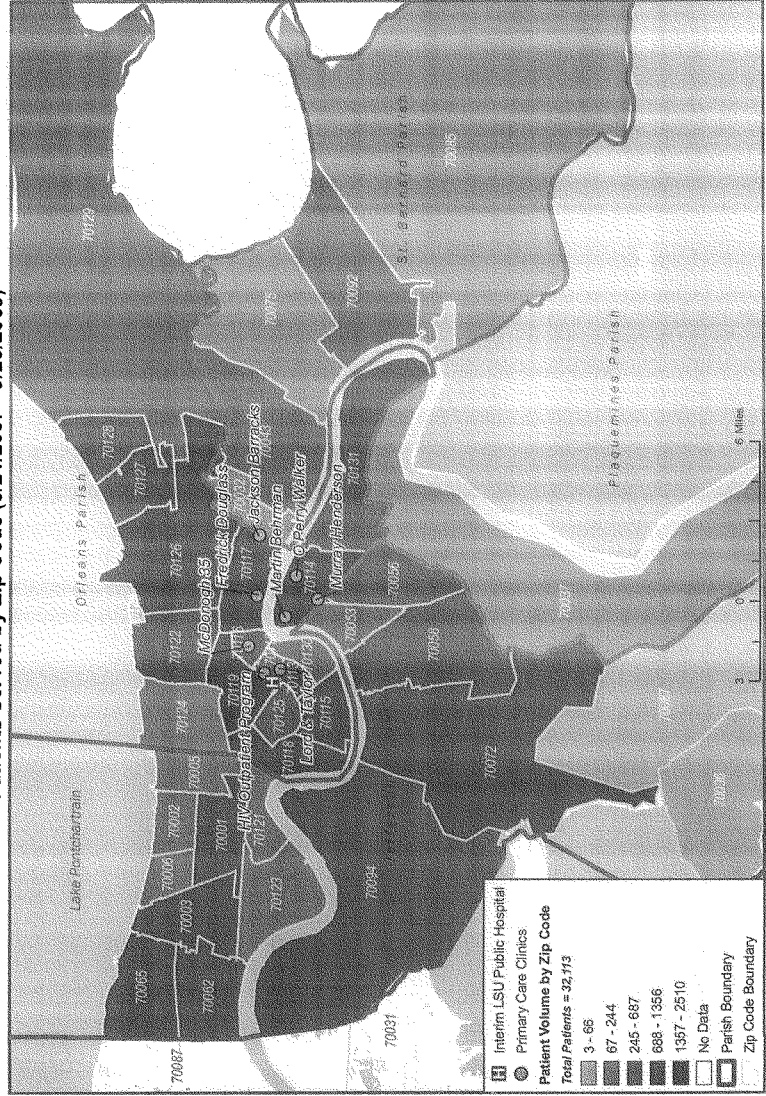 Lake Pontchartrain
Orleans Parish
St. Bernard Parish
Plaquemines Parish
70087
70065
70062
70003
70006
70002
70001
70005
70124
70122
70126
70127
70128
70129
70031
70123
70121
70094
70118
70125
70119
70115
70117
70114
70131
70053
70056
70058
70072
70092
70085
McDonogh 35
Fredrick Douglass
Jackson Barracks
Martin Behrman
O Perry Walker
Murray Henderson
HIV Outpatient Program
Lord & Taylor
H Interim LSU Public Hospital
Primary Care Clinics
Patient Volume by Zip Code
Total Patients = 32,113
3 - 66
67 - 244
245 - 687
688 - 1356
1357 - 2510
No Data
Parish Boundary
Zip Code Boundary
3
0
6 Miles